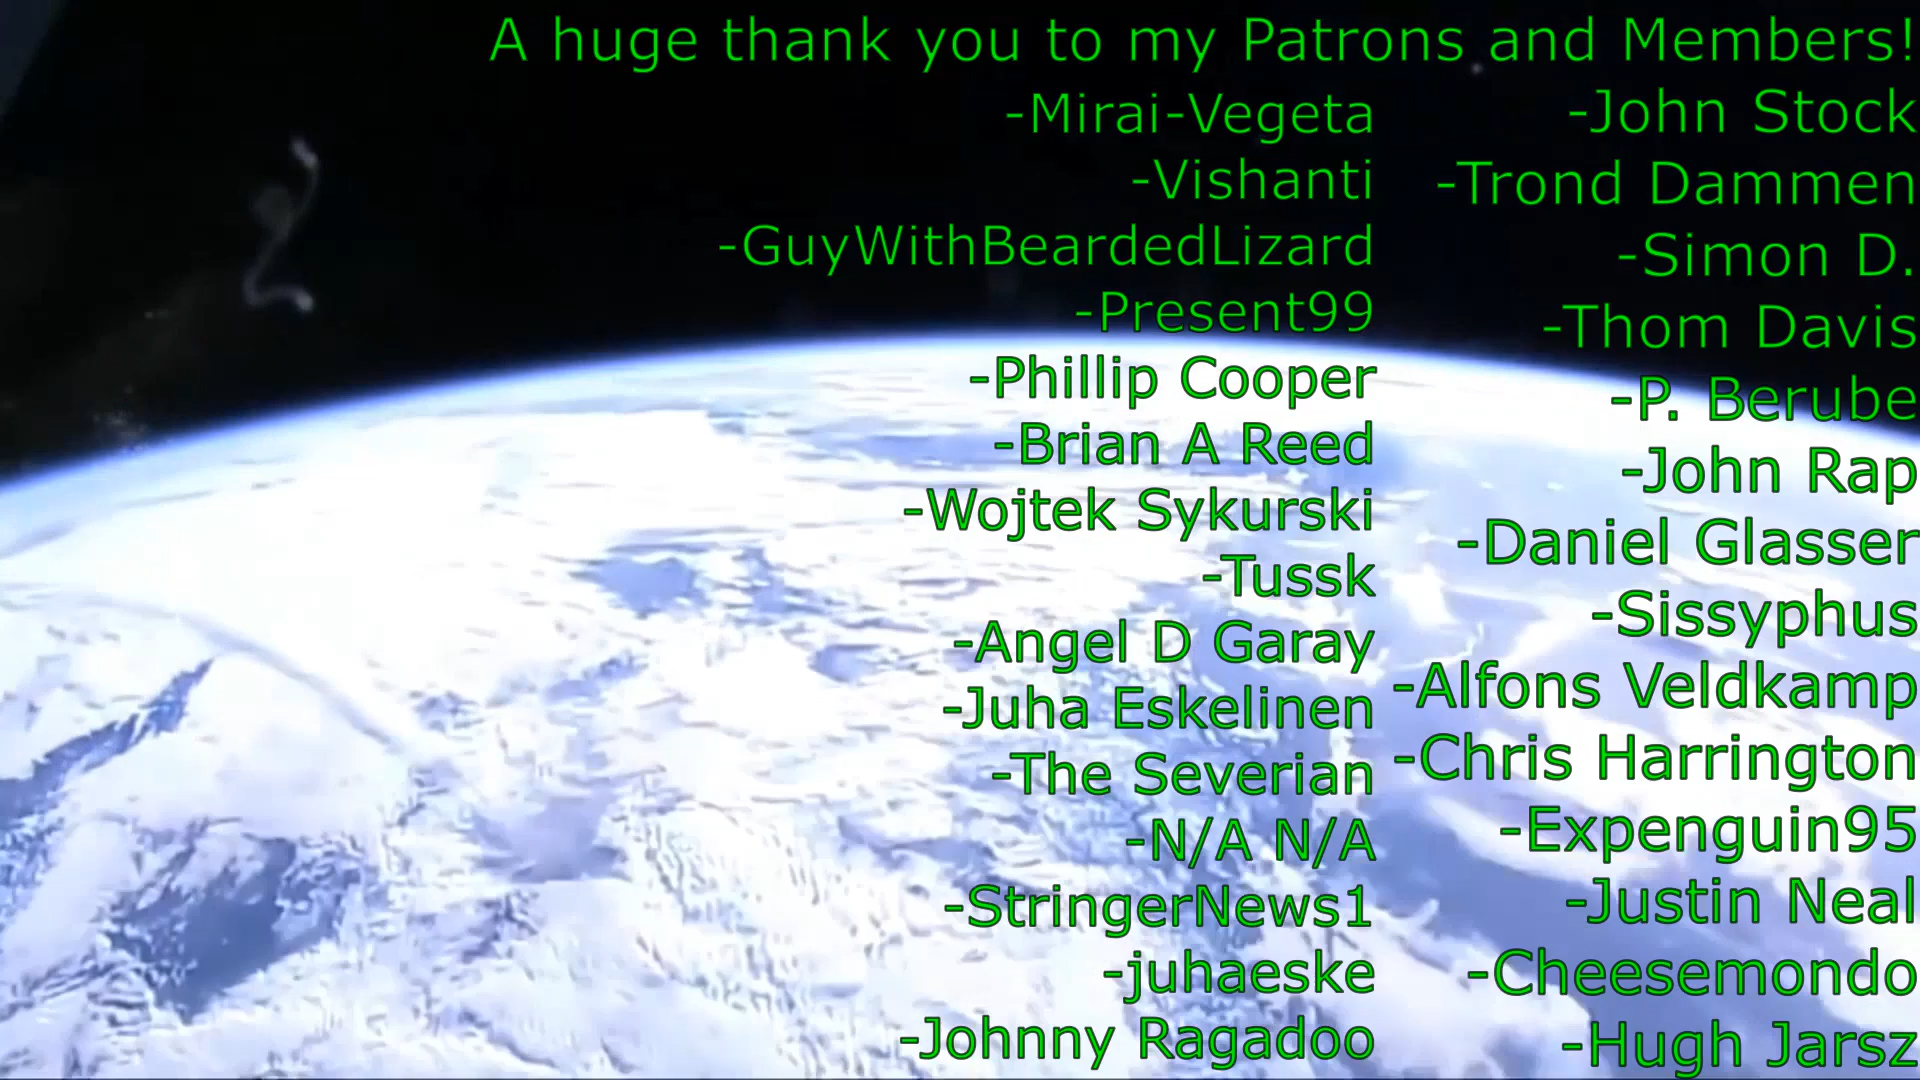 A huge thank you to my Patrons and Members!
-Mirai-Vegeta
-Vishanti
-GuyWithBeardedLizard
-Present99
-Phillip Cooper
-Brian A Reed
-Wojtek Sykurski
-Tussk
-Angel D Garay
-Juha Eskelinen
-The Severian
-N/A N/A
-StringerNews1
-juhaeske
-Johnny Ragadoo
-John Stock
-Trond Dammen
-Simon D.
-Thom Davis
-P. Berube
-John Rap
-Daniel Glasser
-Sissyphus
-Alfons Veldkamp
-Chris Harrington
-Expenguin95
-Justin Neal
-Cheesemondo
-Hugh Jarsz